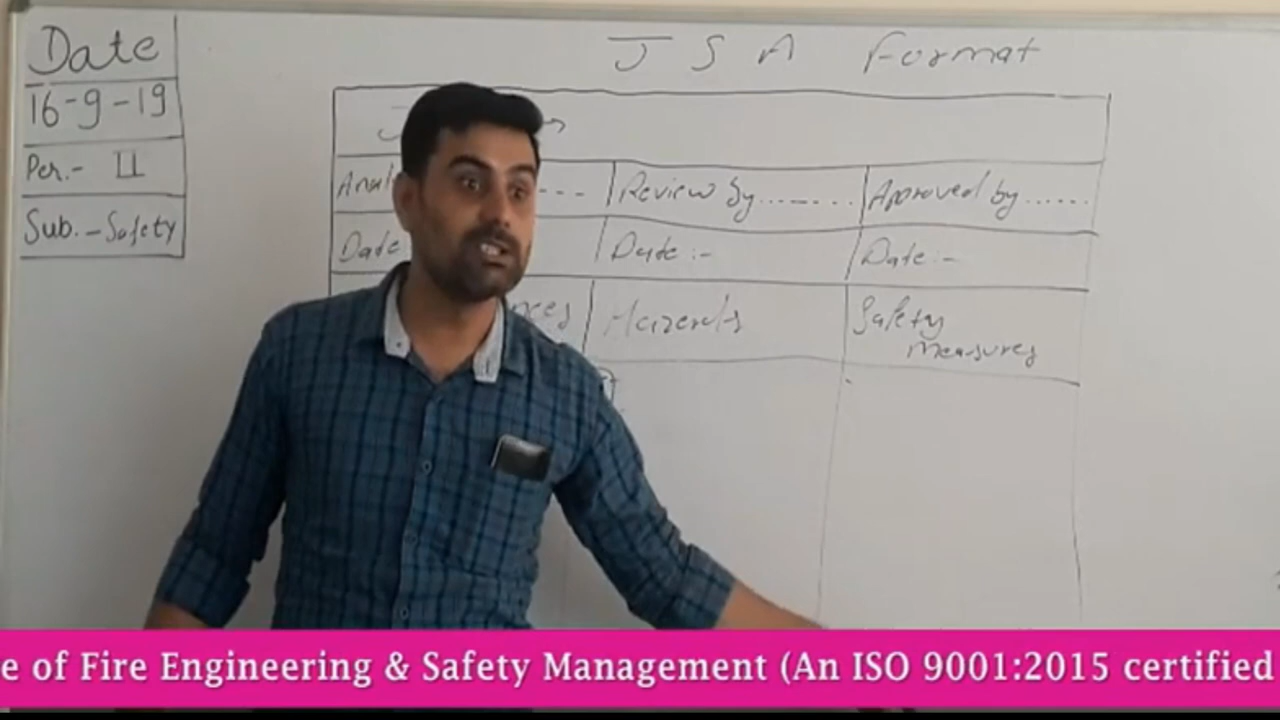 Date
16-9-19
Per.- II
Sub.-Safety
J S A Format
Review by.........
Approved by......
Date
Date :-
Date :-
Hazards
Safety
Measures
e of Fire Engineering & Safety Management (An ISO 9001:2015 certified